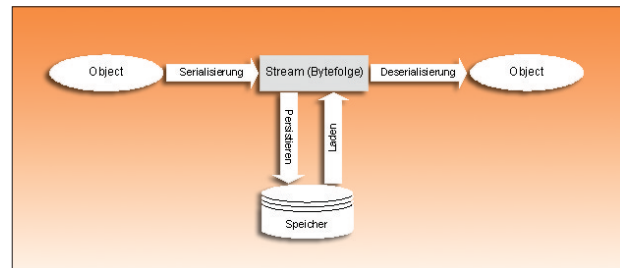 Object
Serialisierung
Stream (Bytefolge)
Deserialisierung
Object
Persistieren
Laden
Speicher